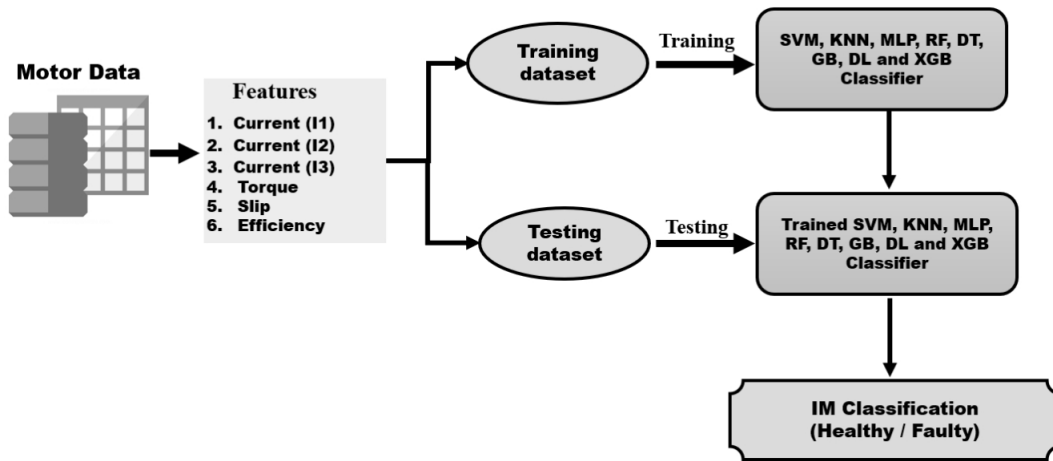 Motor Data
Features
1. Current (I1)
2. Current (I2)
3. Current (I3)
4. Torque
5. Slip
6. Efficiency
Training
dataset
Training
SVM, KNN, MLP, RF, DT,
GB, DL and XGB
Classifier
Testing
dataset
Testing
Trained SVM, KNN, MLP,
RF, DT, GB, DL and XGB
Classifier
IM Classification
(Healthy / Faulty)